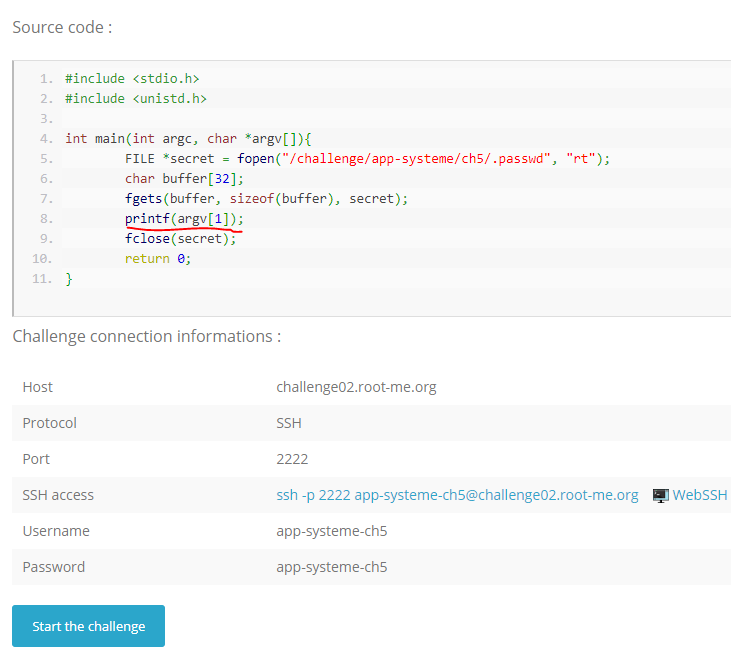 Source code :
1. #include <stdio.h>
2. #include <unistd.h>
3.
4. int main(int argc, char *argv[]){
5. FILE *secret = fopen("/challenge/app-systeme/ch5/.passwd", "rt");
6. char buffer[32];
7. fgets(buffer, sizeof(buffer), secret);
8. printf(argv[1]);
9. fclose(secret);
10. return 0;
11. }
Challenge connection informations :
Host challenge02.root-me.org
Protocol SSH
Port 2222
SSH access ssh -p 2222 app-systeme-ch5@challenge02.root-me.org WebSSH
Username app-systeme-ch5
Password app-systeme-ch5
Start the challenge